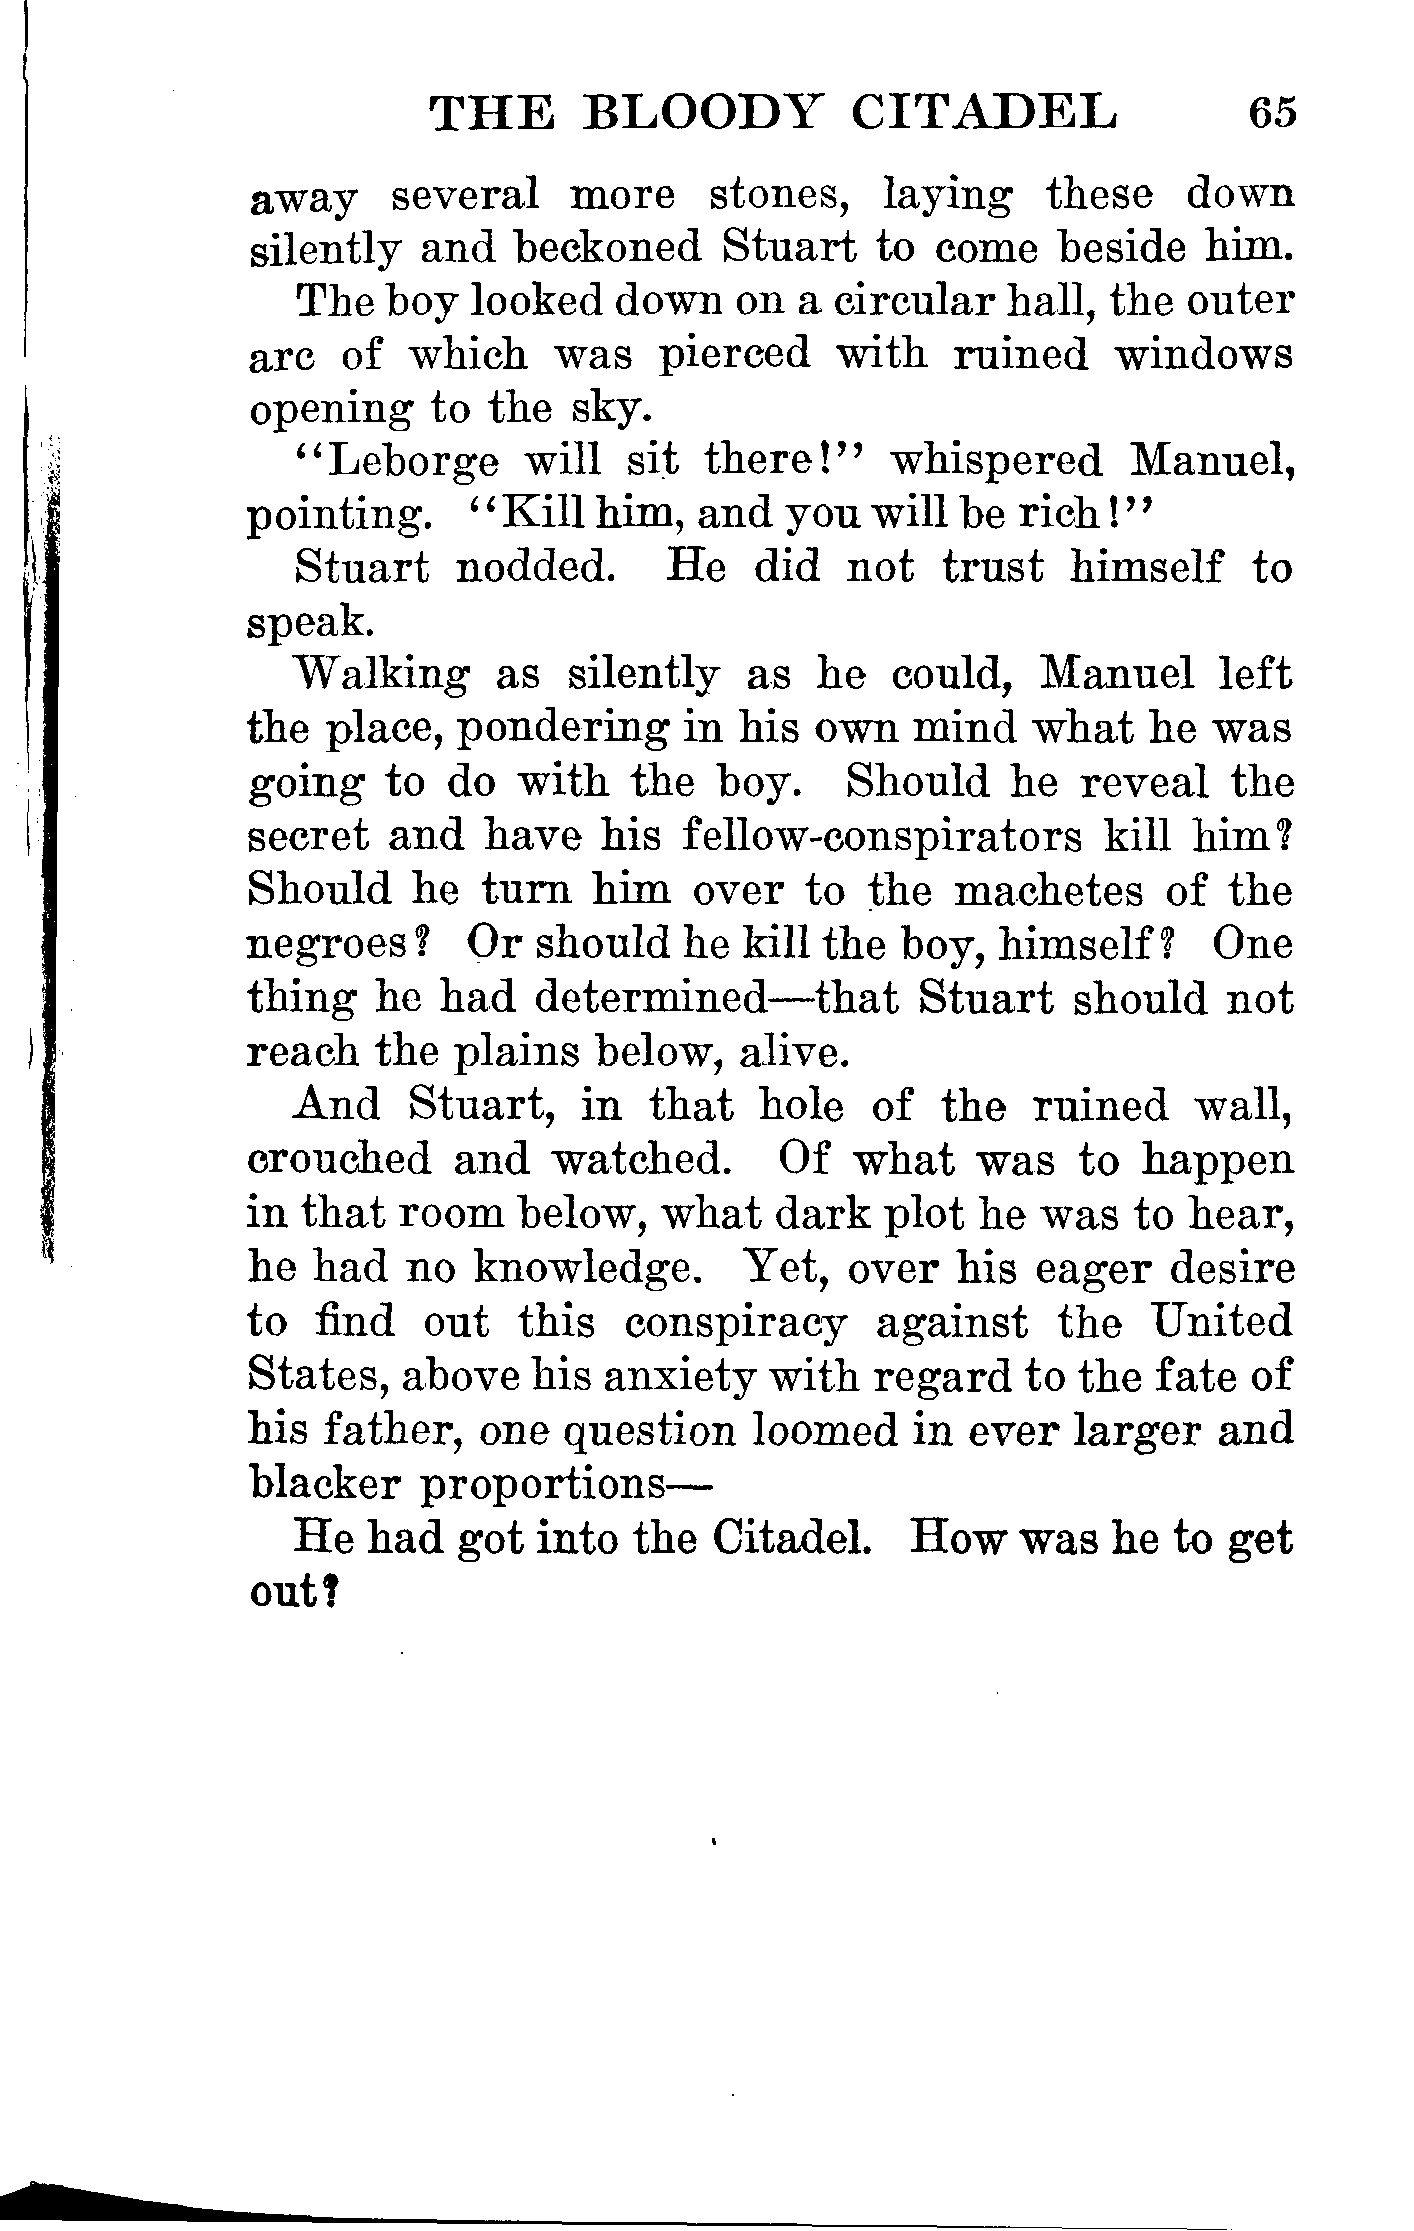 THE BLOODY CITADEL 65
away several more stones, laying these down
silently and beckoned Stuart to come beside him.
The boy looked down on a circular hall, the outer
arc of which was pierced with ruined windows
opening to the sky.
"Leborge will sit there!" whispered Manuel,
pointing. "Kill him, and you will be rich!"
Stuart nodded. He did not trust himself to
speak.
Walking as silently as he could, Manuel left
the place, pondering in his own mind what he was
going to do with the boy. Should he reveal the
secret and have his fellow-conspirators kill him?
Should he turn him over to the machetes of the
negroes? Or should he kill the boy, himself? One
thing he had determined—that Stuart should not
reach the plains below, alive.
And Stuart, in that hole of the ruined wall,
crouched and watched. Of what was to happen
in that room below, what dark plot he was to hear,
he had no knowledge. Yet, over his eager desire
to find out this conspiracy against the United
States, above his anxiety with regard to the fate of
his father, one question loomed in ever larger and
blacker proportions—
He had got into the Citadel. How was he to get
out?